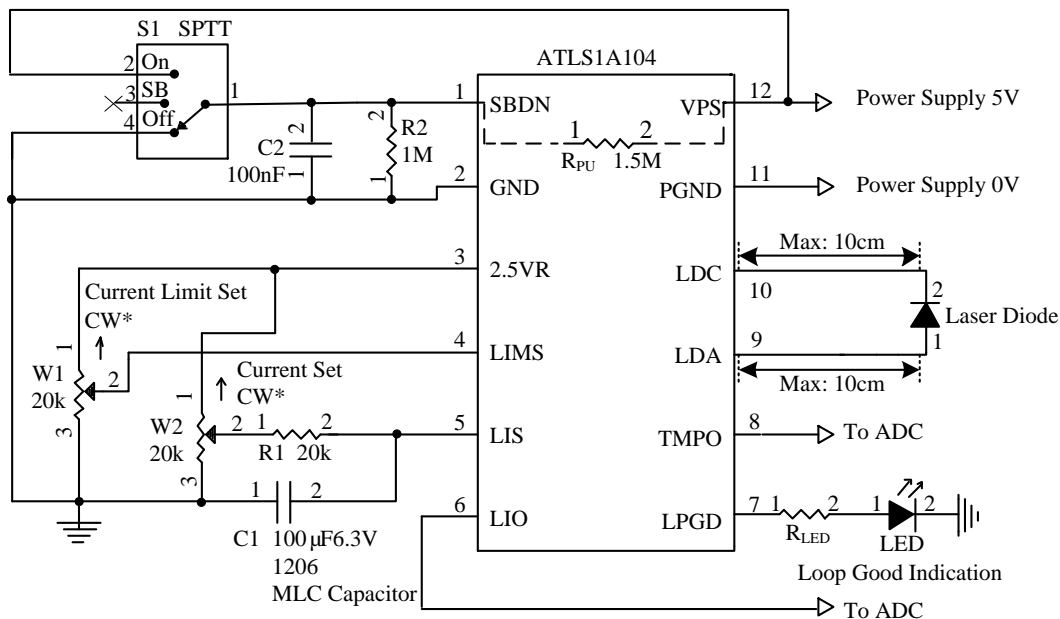 S1 SPTT
ATLS1A104
2
On
3
SB
4
Off
1
2
C2
100nF
1
2
R2
1M
1
1
SBDN
1
2
RPU
1.5M
VPS
12
Power Supply 5V
2
GND
PGND
11
Power Supply 0V
3
2.5VR
LDC
10
Max: 10cm
2
Laser Diode
1
Current Limit Set
CW*
1
W1
20k
2
3
4
LIMS
LDA
9
Max: 10cm
Current Set
CW*
1
W2
20k
2
3
1
2
R1 20k
5
LIS
TMPO
8
To ADC
1
2
C1 100 µF6.3V
1206
MLC Capacitor
6
LIO
LPGD
7
1
2
RLED
1
2
LED
Loop Good Indication
To ADC